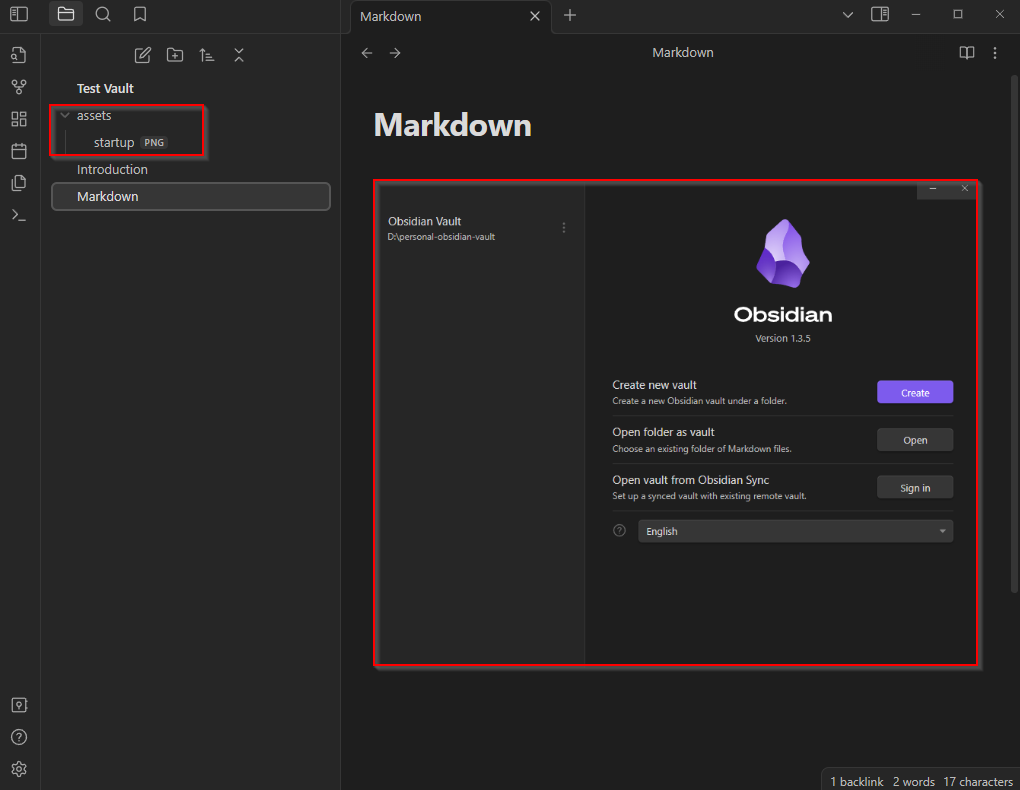 Markdown
Markdown
Test Vault
assets
startup PNG
Introduction
Markdown
Markdown
Obsidian Vault
D:\personal-obsidian-vault
Obsidian
Version 1.3.5
Create new vault
Create a new Obsidian vault under a folder.
Create
Open folder as vault
Choose an existing folder of Markdown files.
Open
Open vault from Obsidian Sync
Set up a synced vault with existing remote vault.
Sign in
English
1 backlink 2 words 17 characters